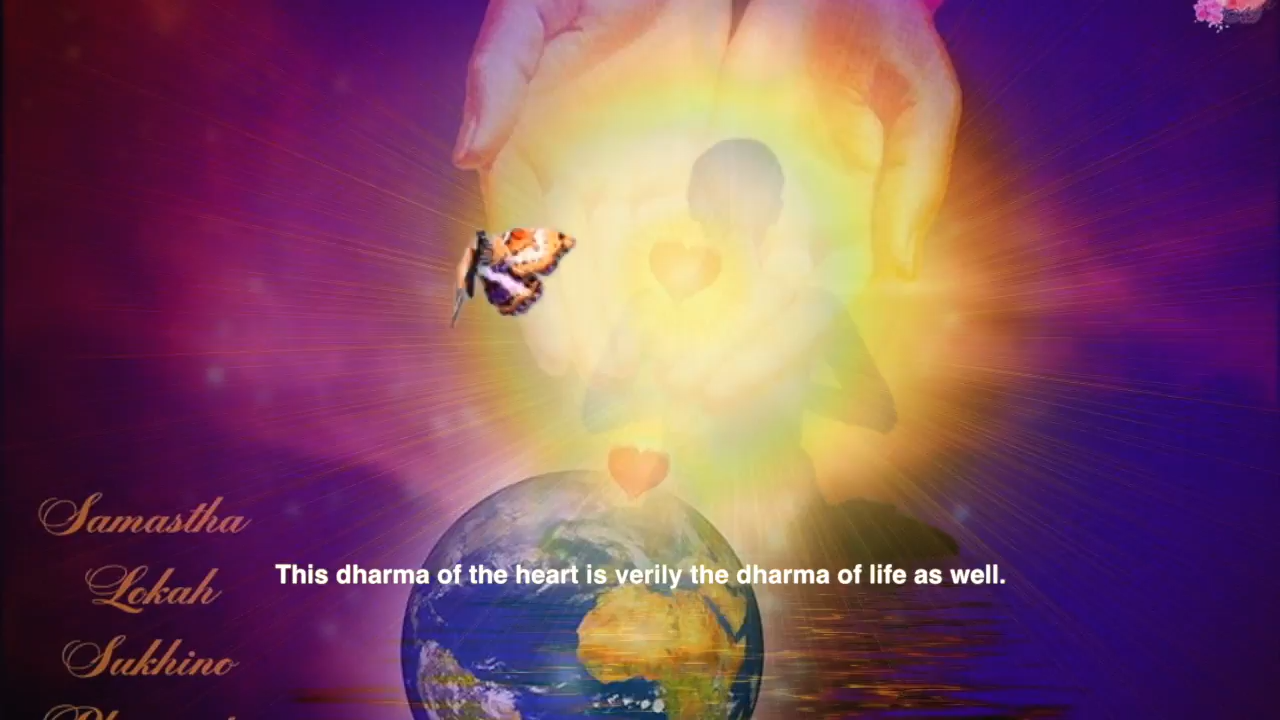 Samastha
Lokah
Sukhino
This dharma of the heart is verily the dharma of life as well.